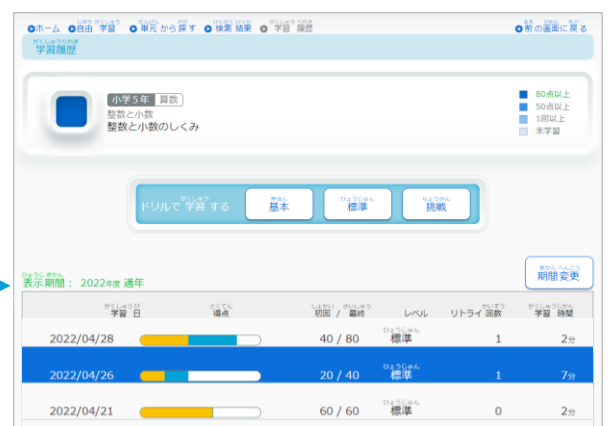 ホーム 自由 学習 単元 から 探す 検索 結果 学習 履歴 前の画面に戻る
学習履歴
小学5年 算数
整数と小数
整数と小数のしくみ
80点以上
50点以上
1回以上
未学習
ドリルで 学習 する 基本 標準 挑戦
表示期間： 2022年度 通年 期間変更
学習 日 得点 初回 / 最終 レベル リトライ 回数 学習 時間
2022/04/28 40 / 80 標準 1 2分
2022/04/26 20 / 40 標準 1 7分
2022/04/21 60 / 60 標準 0 2分